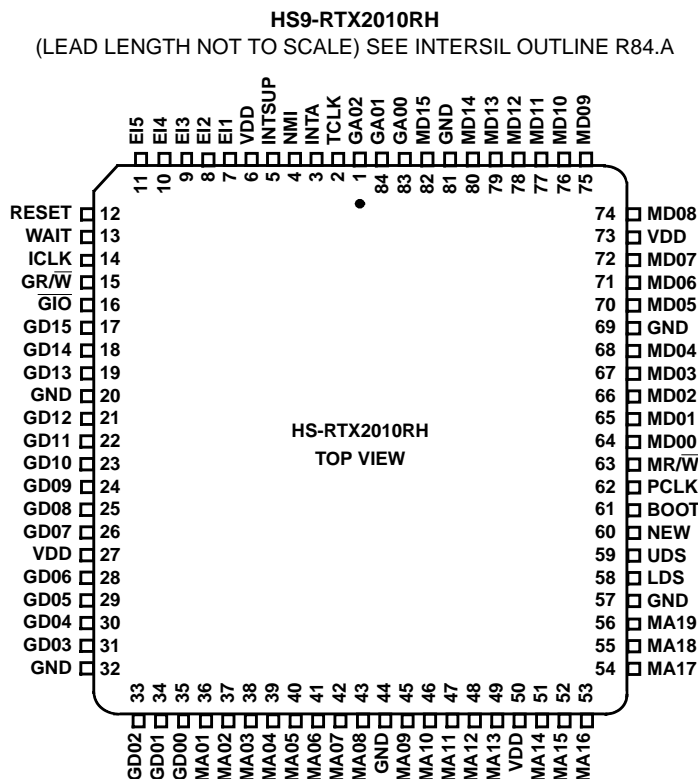 HS9-RTX2010RH
(LEAD LENGTH NOT TO SCALE) SEE INTERSIL OUTLINE R84.A
EI5 EI4 EI3 EI2 EI1 VDD INTSUP NMI INTA TCLK GA02 GA01 GA00 MD15 GND MD14 MD13 MD12 MD11 MD10 MD09
11 10 9 8 7 6 5 4 3 2 1 84 83 82 81 80 79 78 77 76 75
RESET 12 74 MD08
WAIT 13 73 VDD
ICLK 14 72 MD07
GR/W̅ 15 71 MD06
G̅I̅O̅ 16 70 MD05
GD15 17 69 GND
GD14 18 68 MD04
GD13 19 67 MD03
GND 20 66 MD02
GD12 21 65 MD01
GD11 22 64 MD00
GD10 23 63 MR/W̅
GD09 24 62 PCLK
GD08 25 61 BOOT
GD07 26 60 NEW
VDD 27 59 UDS
GD06 28 58 LDS
GD05 29 57 GND
GD04 30 56 MA19
GD03 31 55 MA18
GND 32 54 MA17
HS-RTX2010RH
TOP VIEW
33 34 35 36 37 38 39 40 41 42 43 44 45 46 47 48 49 50 51 52 53
GD02 GD01 GD00 MA01 MA02 MA03 MA04 MA05 MA06 MA07 MA08 GND MA09 MA10 MA11 MA12 MA13 VDD MA14 MA15 MA16